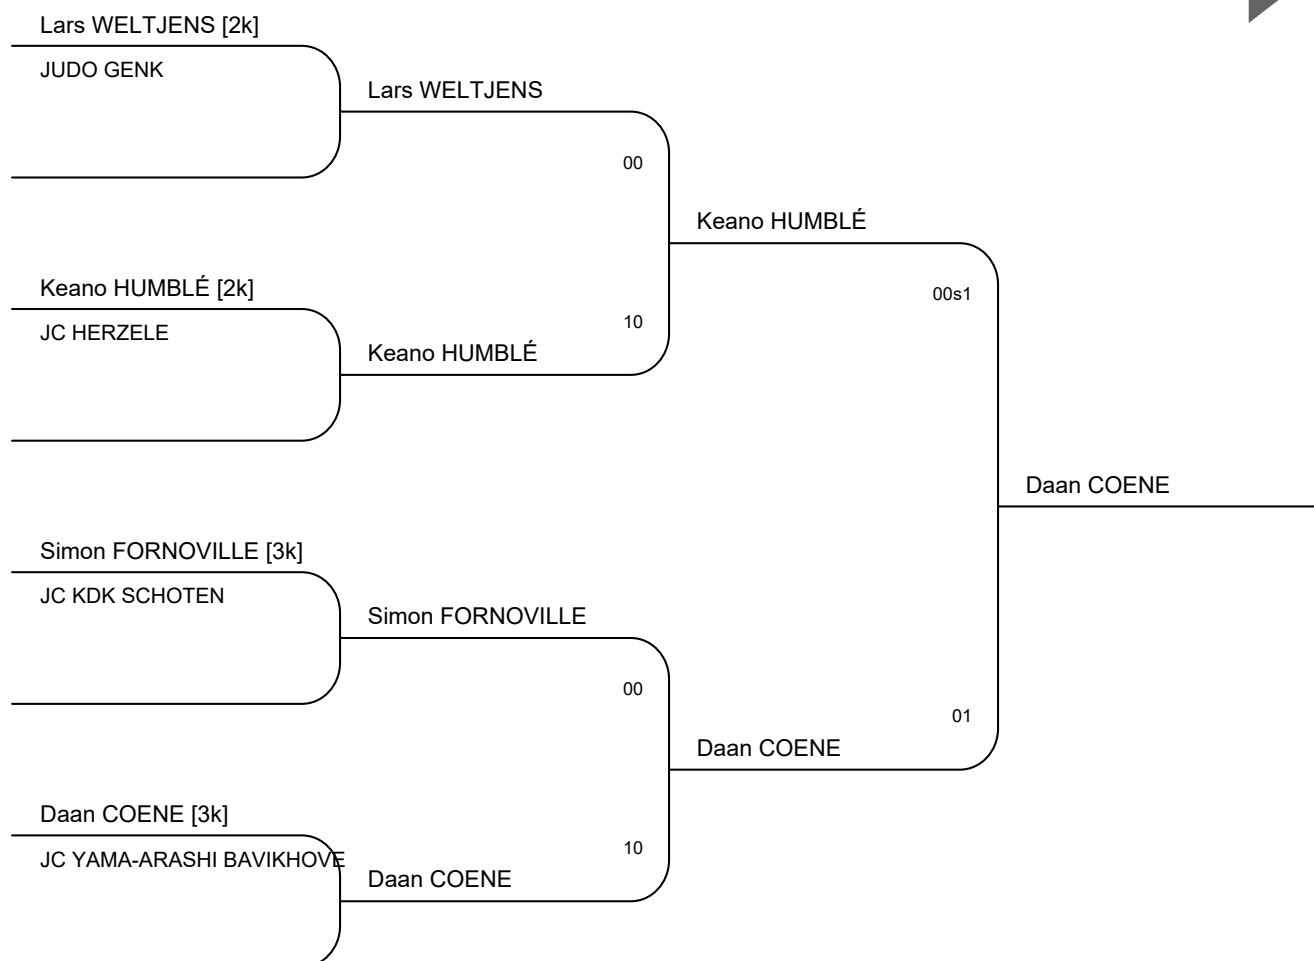 Lars WELTJENS [2k]
JUDO GENK
Lars WELTJENS
00
Keano HUMBLÉ
Keano HUMBLÉ [2k]
00s1
10
JC HERZELE
Keano HUMBLÉ
Daan COENE
Simon FORNOVILLE [3k]
JC KDK SCHOTEN
Simon FORNOVILLE
00
01
Daan COENE
Daan COENE [3k]
10
JC YAMA-ARASHI BAVIKHOVE
Daan COENE